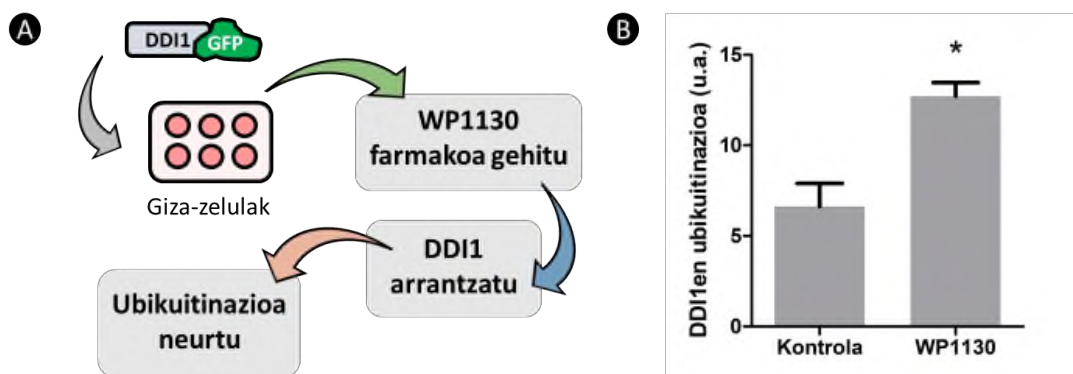 A
DDI1
GFP
Giza-zelulak
WP1130
farmakoa gehitu
DDI1
arrantzatu
Ubikuitinazioa
neurtu
B
DDI1en ubikuitinazioa (u.a.)
15
10
5
0
*
Kontrola
WP1130